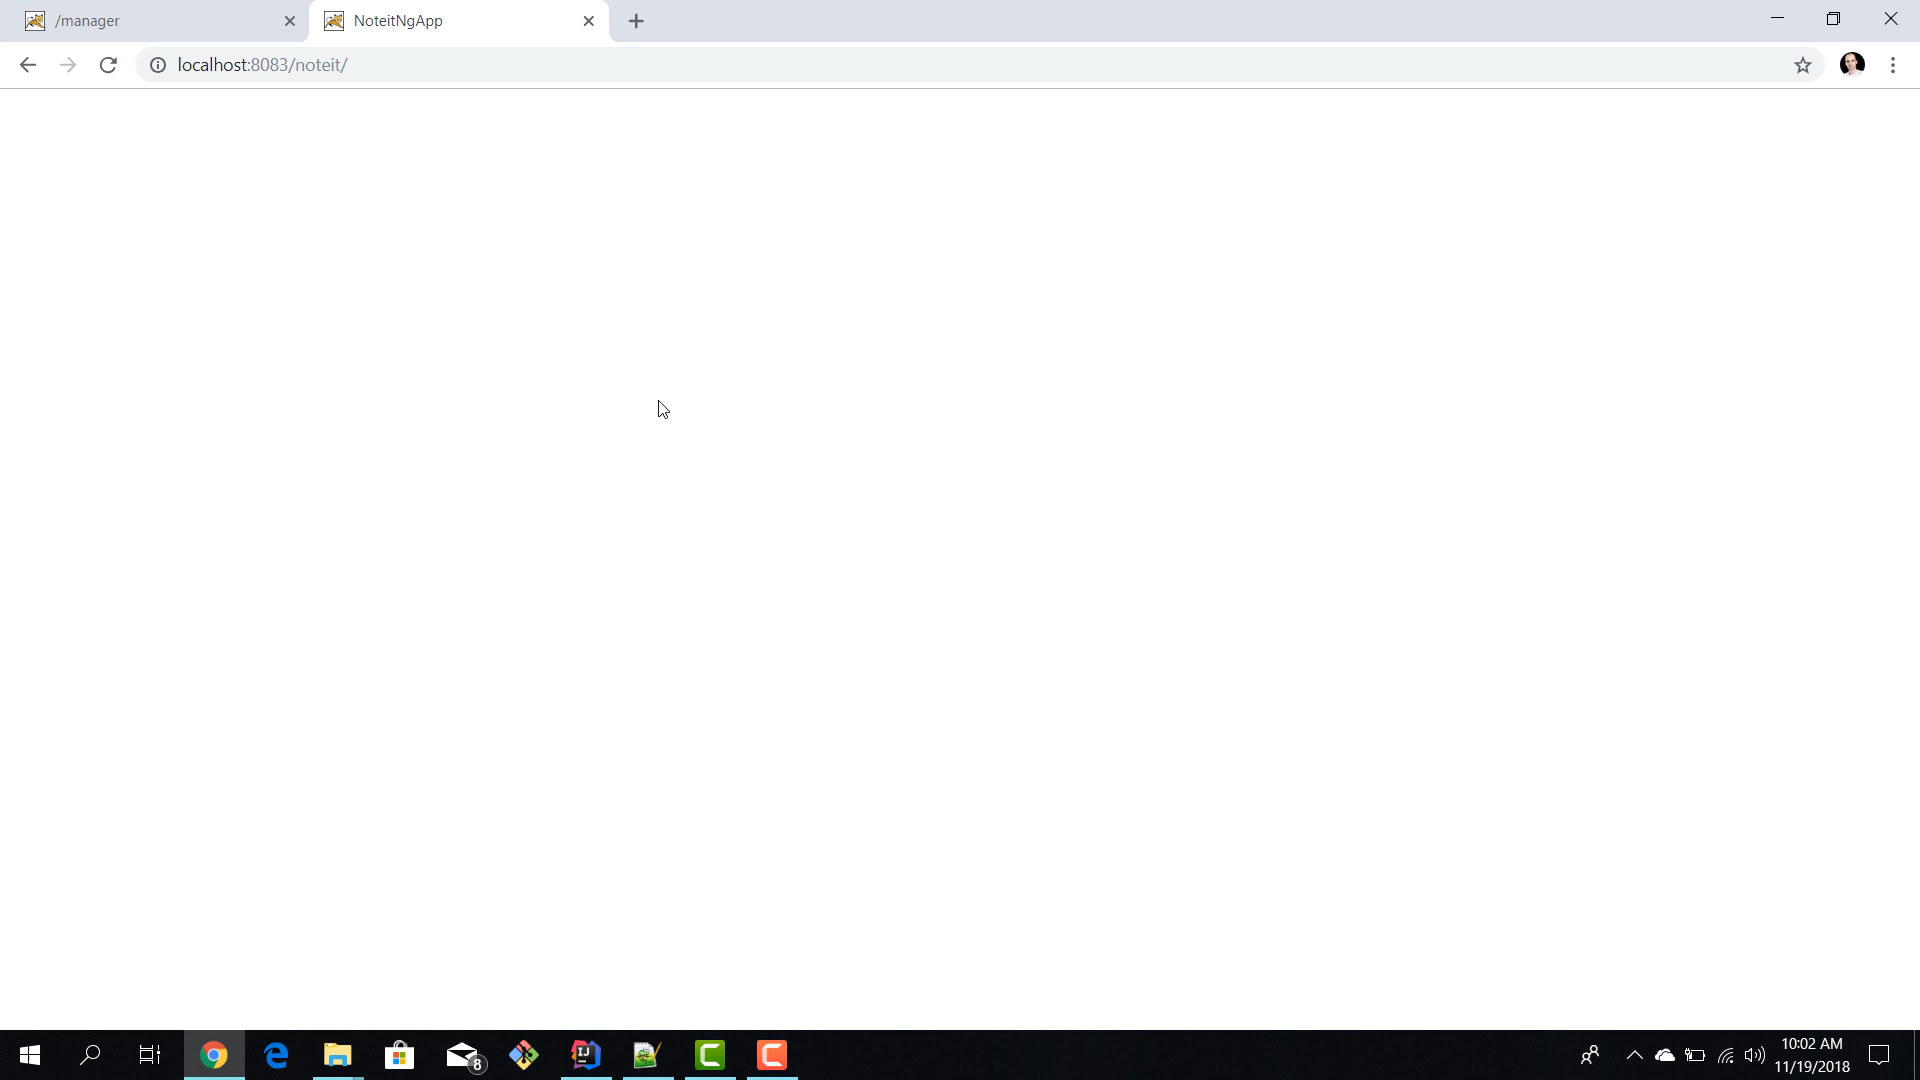 /manager
NoteitNgApp
localhost:8083/noteit/
8
10:02 AM
11/19/2018